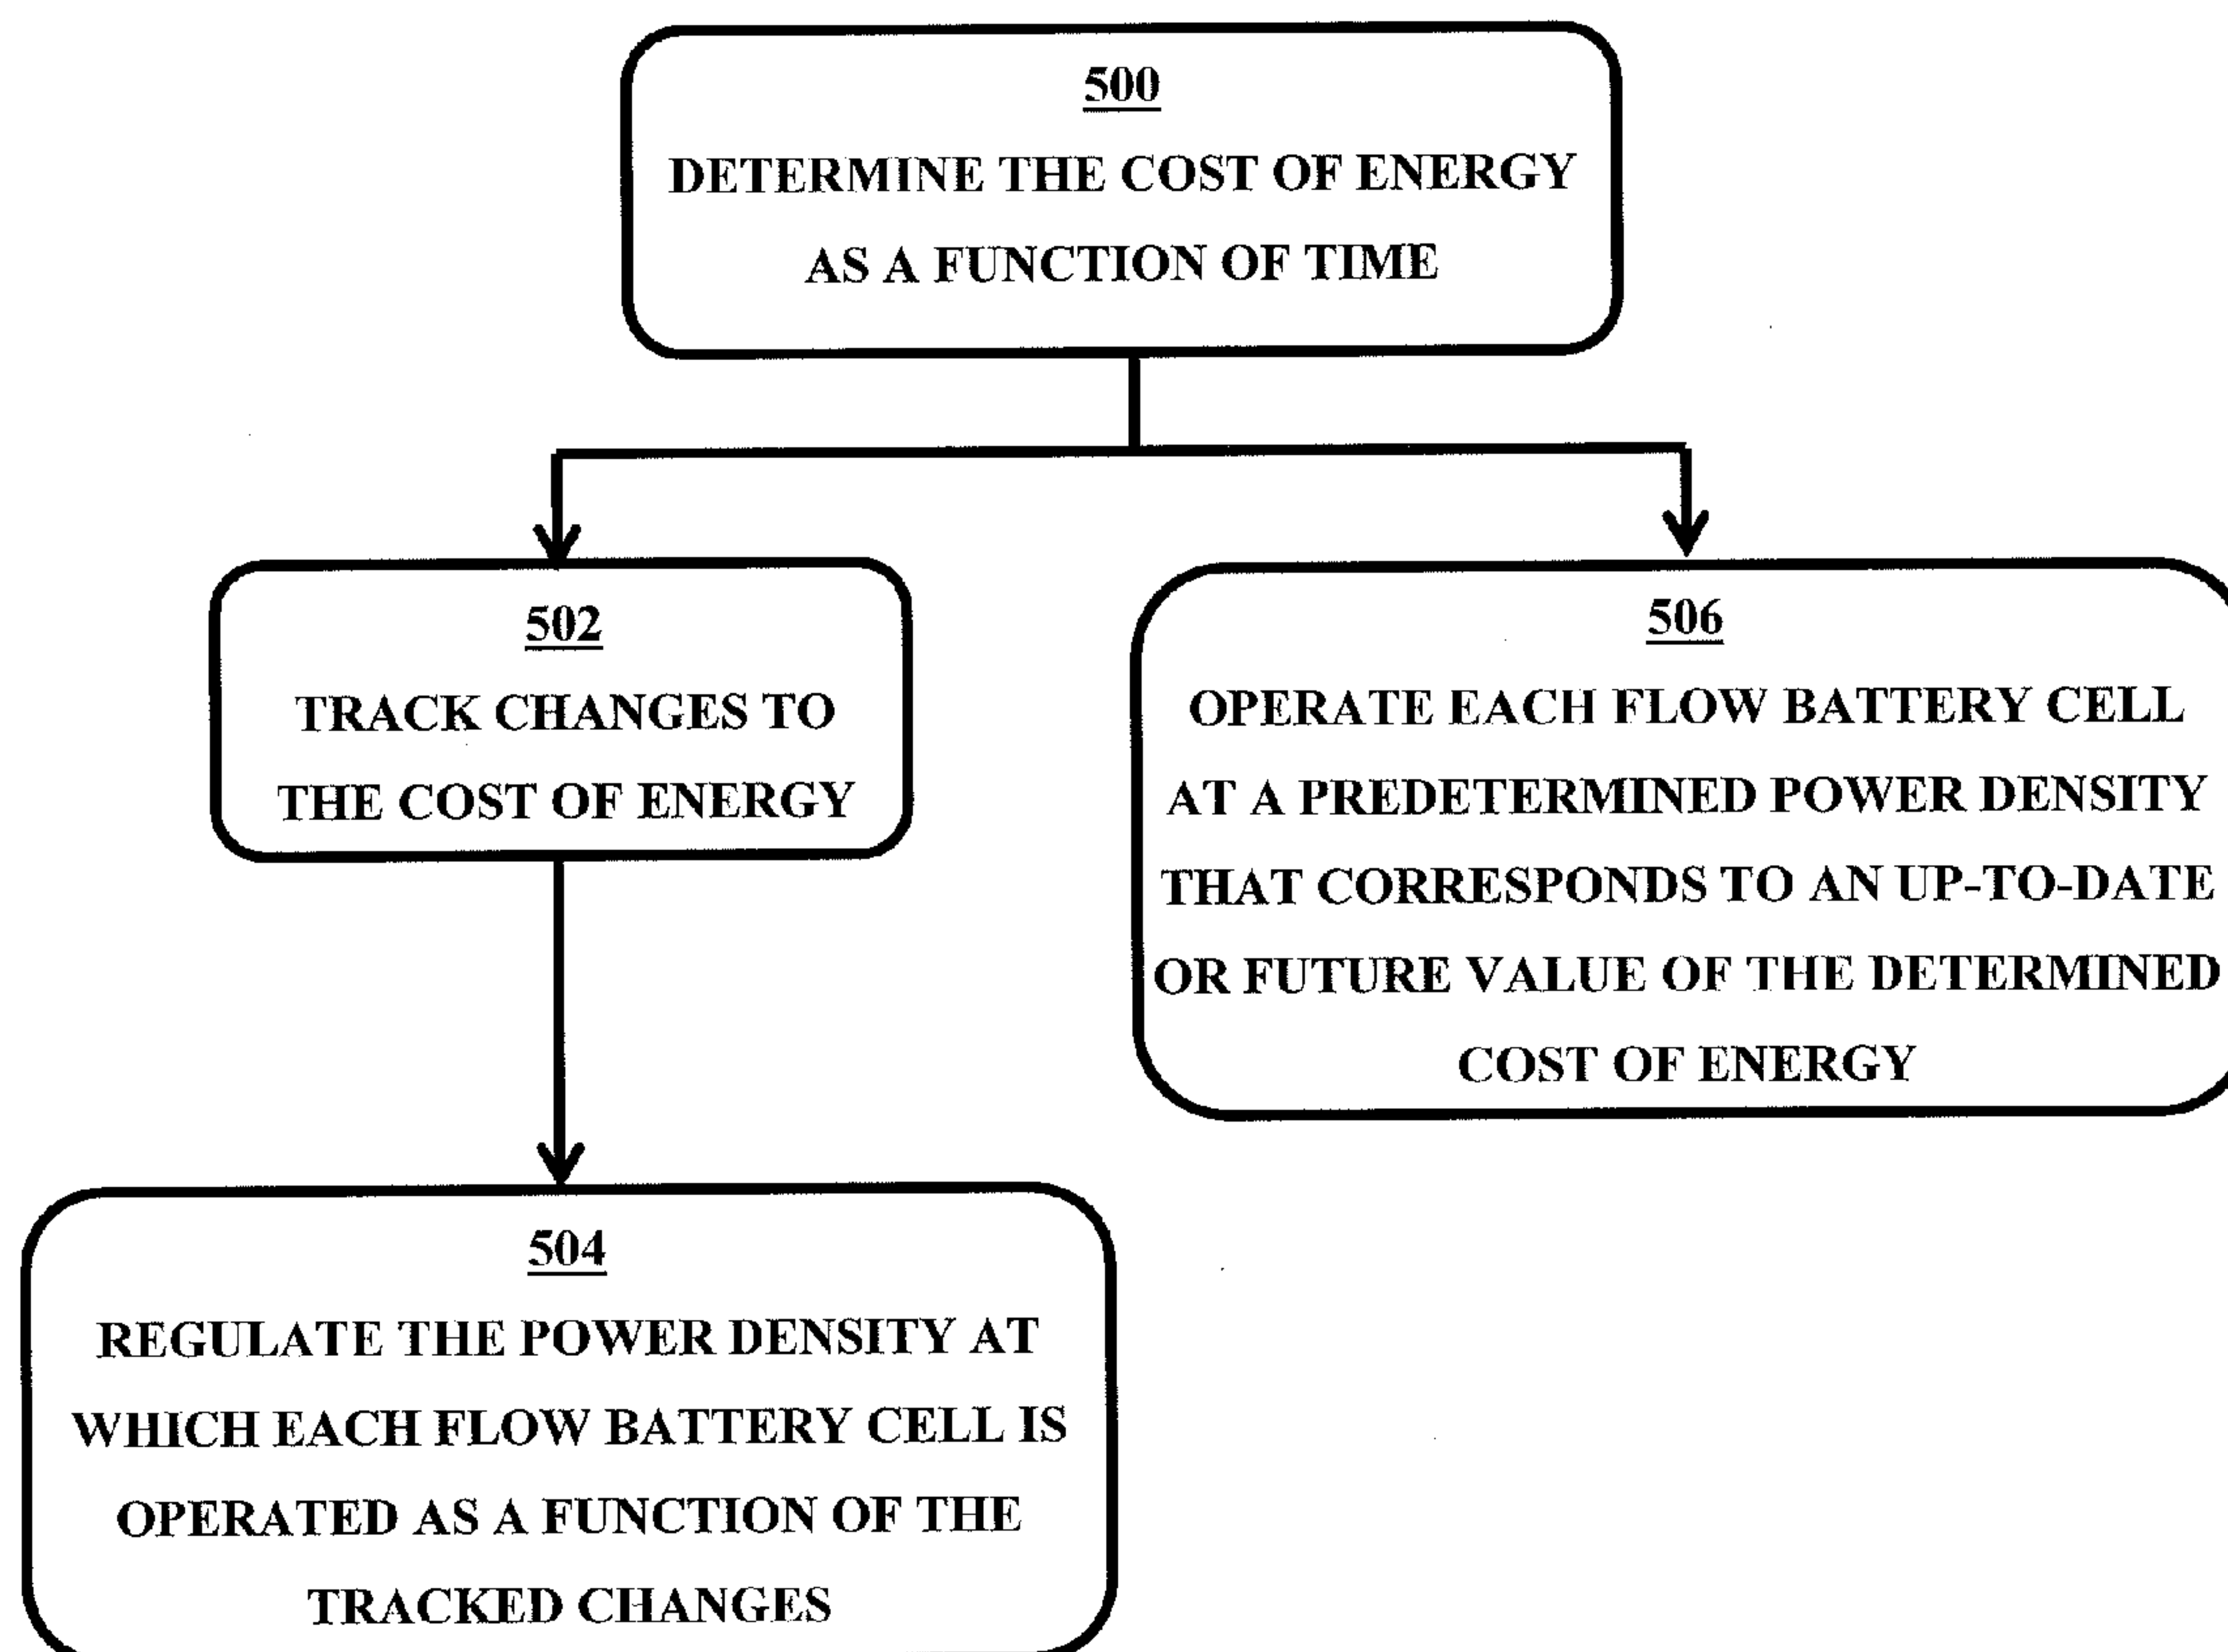 500
DETERMINE THE COST OF ENERGY
AS A FUNCTION OF TIME
502
TRACK CHANGES TO
THE COST OF ENERGY
506
OPERATE EACH FLOW BATTERY CELL
AT A PREDETERMINED POWER DENSITY
THAT CORRESPONDS TO AN UP-TO-DATE
OR FUTURE VALUE OF THE DETERMINED
COST OF ENERGY
504
REGULATE THE POWER DENSITY AT
WHICH EACH FLOW BATTERY CELL IS
OPERATED AS A FUNCTION OF THE
TRACKED CHANGES